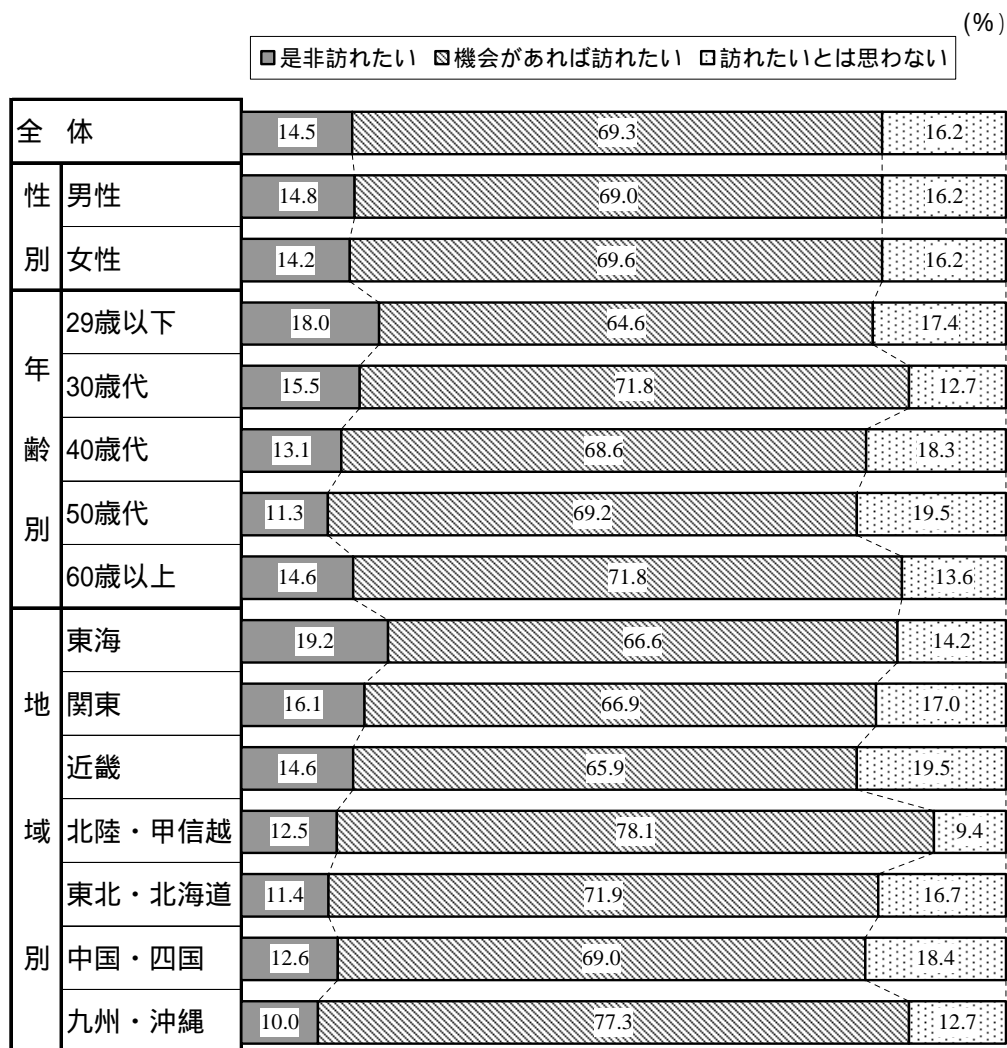 (%)
是非訪れたい 機会があれば訪れたい 訪れたいとは思わない
全 体 14.5 69.3 16.2
性別
男性 14.8 69.0 16.2
女性 14.2 69.6 16.2
年齢別
29歳以下 18.0 64.6 17.4
30歳代 15.5 71.8 12.7
40歳代 13.1 68.6 18.3
50歳代 11.3 69.2 19.5
60歳以上 14.6 71.8 13.6
地域別
東海 19.2 66.6 14.2
関東 16.1 66.9 17.0
近畿 14.6 65.9 19.5
北陸・甲信越 12.5 78.1 9.4
東北・北海道 11.4 71.9 16.7
中国・四国 12.6 69.0 18.4
九州・沖縄 10.0 77.3 12.7